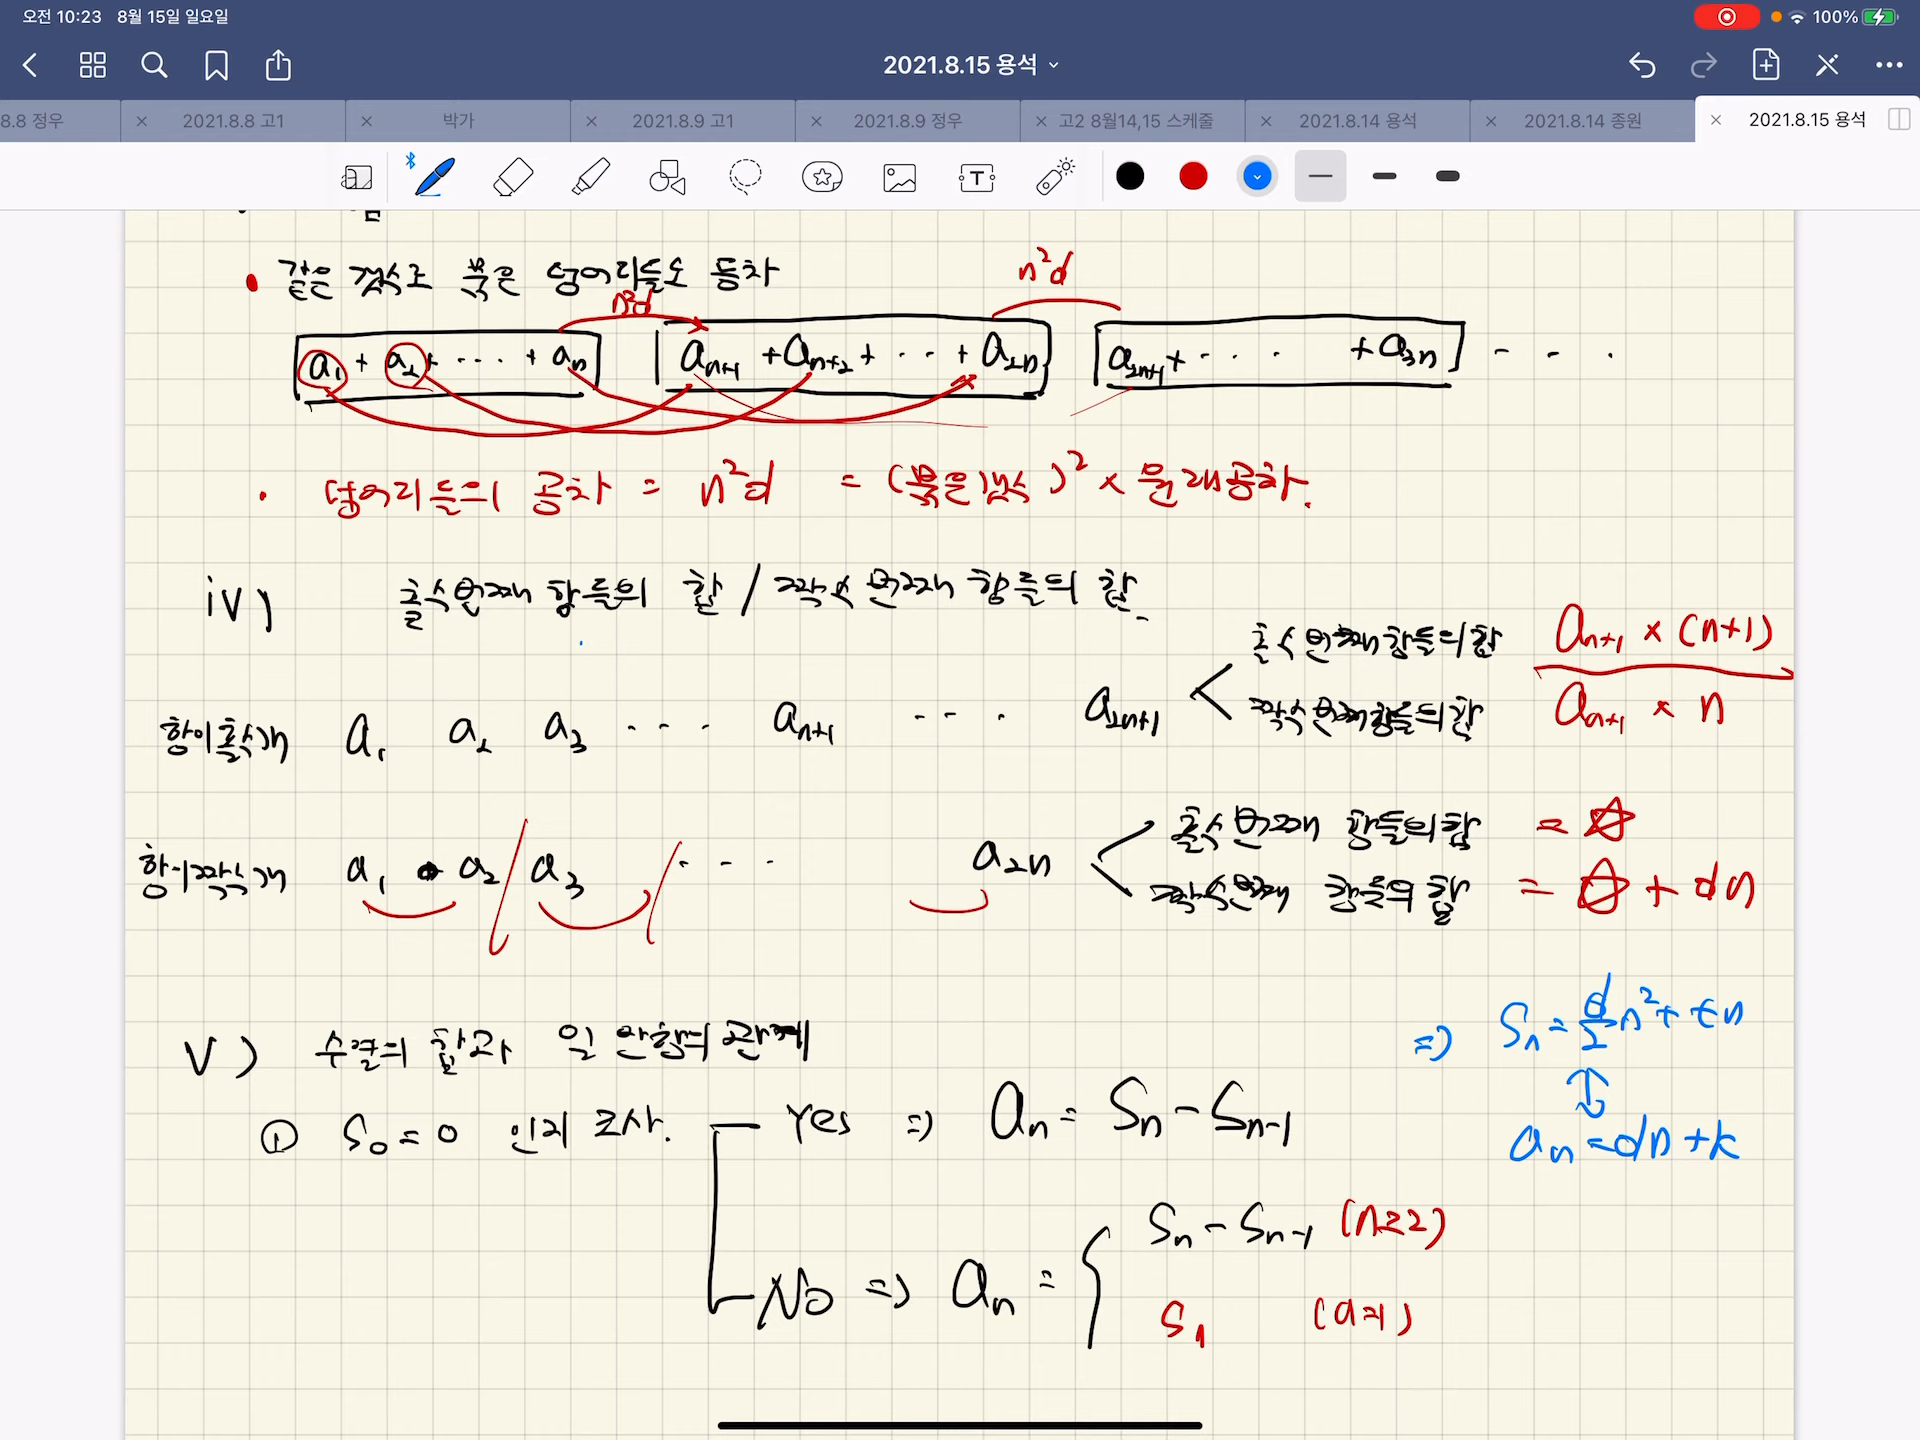 오전 10:23 8월 15일 일요일 100%
2021.8.15 용석
8.8 정우 2021.8.8 고1 박가 2021.8.9 고1 2021.8.9 정우 고2 8월14,15 스케줄 2021.8.14 용석 2021.8.14 종원 2021.8.15 용석
• 같은 갯수로 묶은 덩어리들도 등차
n²d n²d
a₁ + a₂ + ... + aₙ aₙ₊₁ + aₙ₊₂ + ... + a₂ₙ a₂ₙ₊₁ + ... + a₃ₙ - - .
. 덩어리들의 공차 = n²d = (묶은갯수)² × 원래공차.
iv) 홀수번째 항들의 합 / 짝수 번째 항들의 합
항이홀수개 a₁ a₂ a₃ ... aₙ₊₁ ... a₂ₙ₊₁
홀수번째항들의합 aₙ₊₁ × (n+1)
짝수번째항들의합 aₙ₊₁ × n
항이짝수개 a₁ a₂ / a₃ / ... a₂ₙ
홀수번째 항들의합 = ☆
짝수번째 항들의 합 = ☆ + dn
V) 수열의 합과 일반항의 관계
① S₀ = 0 인지 조사.
Yes ⇒ aₙ = Sₙ - Sₙ₋₁
No ⇒ aₙ = { Sₙ - Sₙ₋₁ (n≥2)
S₁ (n=1)
⇒ Sₙ = d/2 n² + tn
⇕
aₙ = dn + k